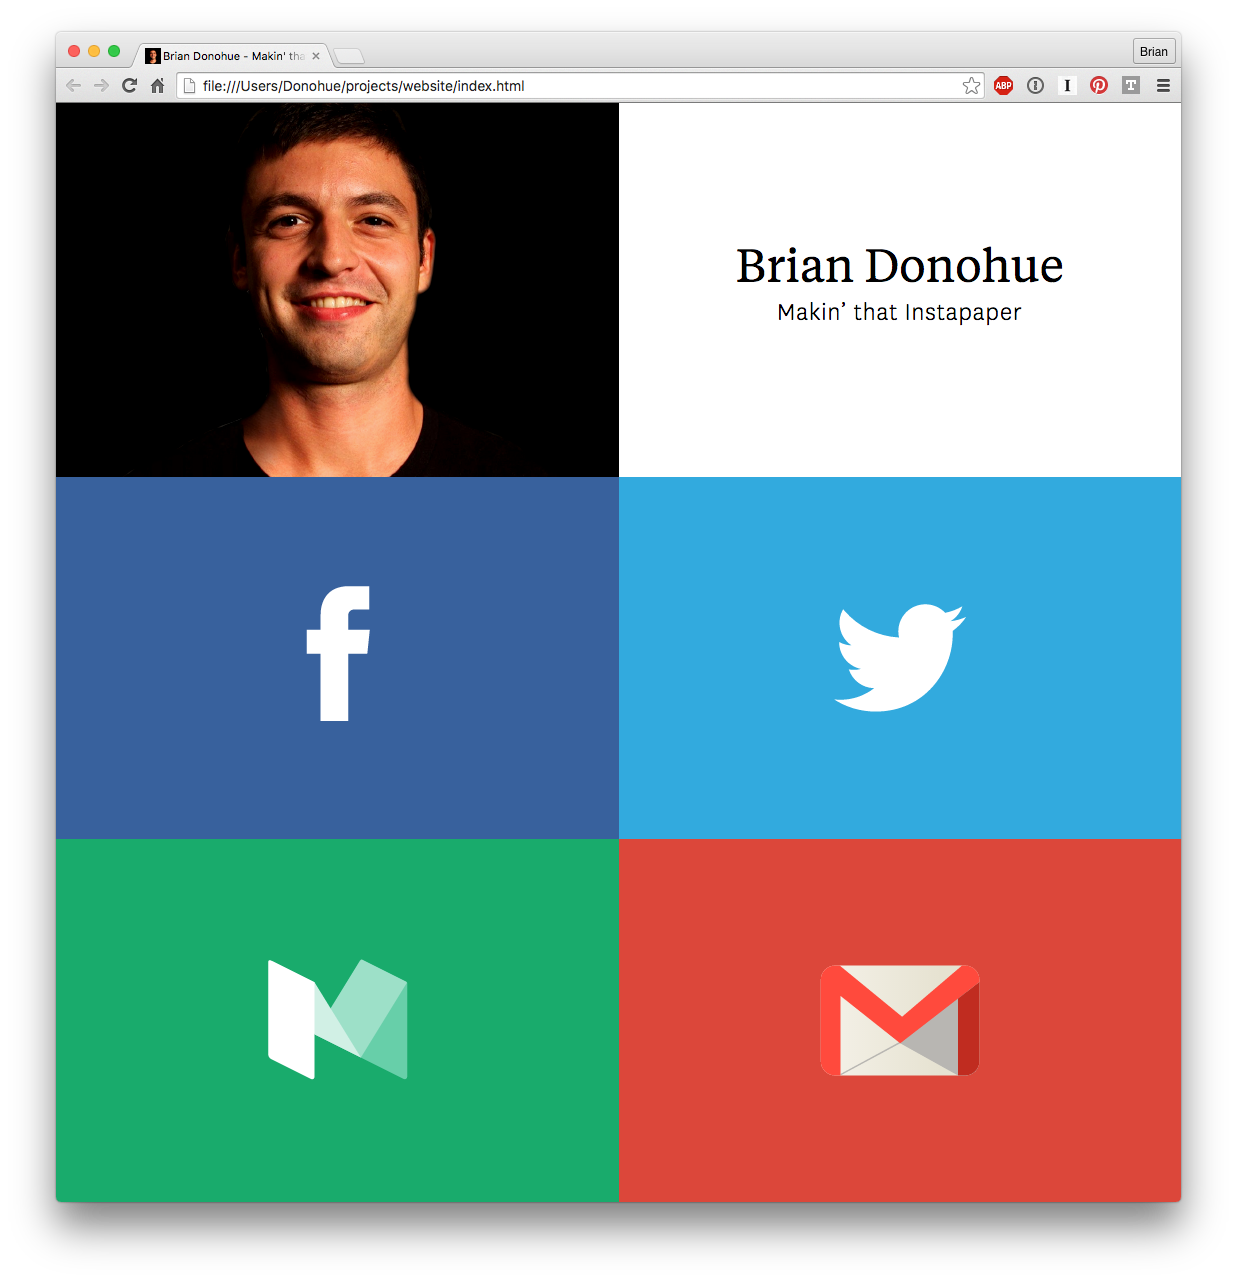 Brian Donohue - Makin' tha
Brian
file:///Users/Donohue/projects/website/index.html
ABP
I
T
Brian Donohue
Makin’ that Instapaper